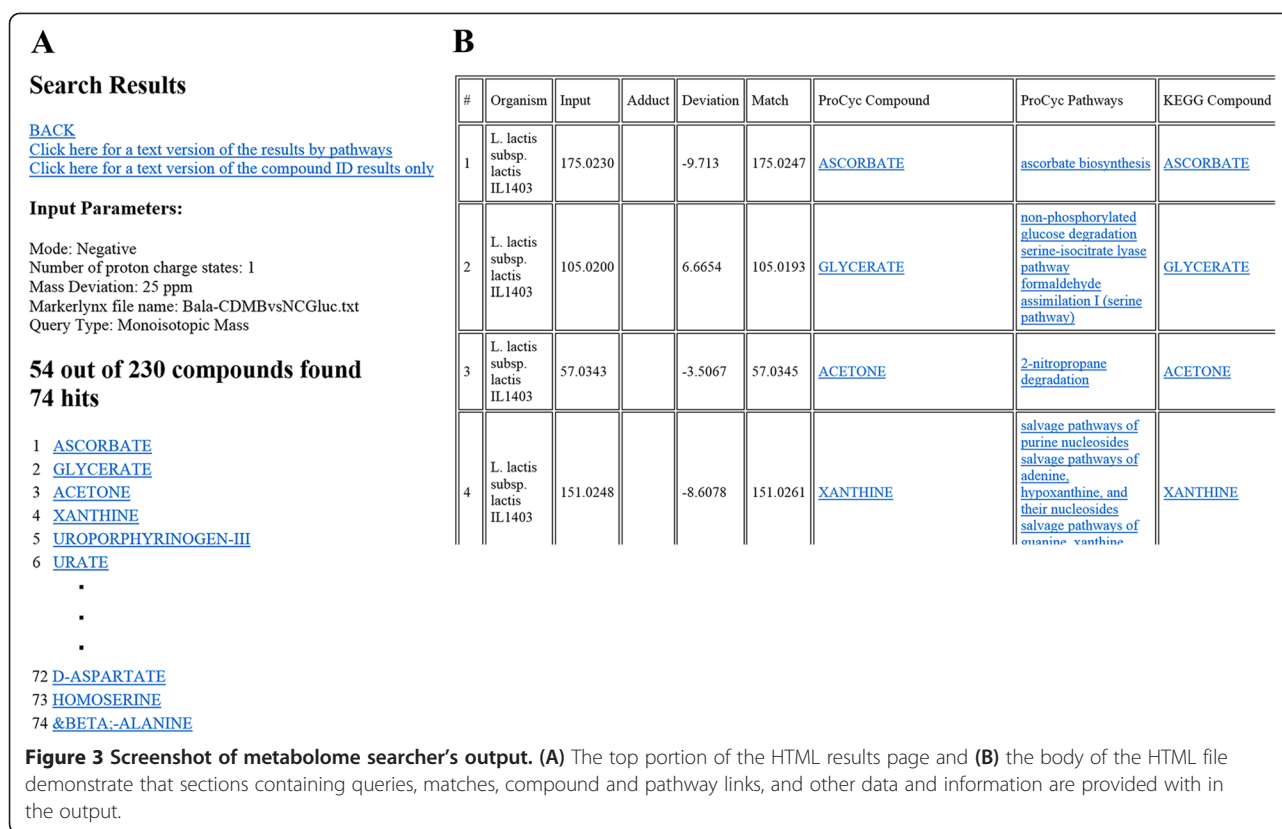 A
Search Results
BACK
Click here for a text version of the results by pathways
Click here for a text version of the compound ID results only
Input Parameters:
Mode: Negative
Number of proton charge states: 1
Mass Deviation: 25 ppm
Markerlynx file name: Bala-CDMBvsNCGluc.txt
Query Type: Monoisotopic Mass
54 out of 230 compounds found
74 hits
1 ASCORBATE
2 GLYCERATE
3 ACETONE
4 XANTHINE
5 UROPORPHYRINOGEN-III
6 URATE
.
.
.
72 D-ASPARTATE
73 HOMOSERINE
74 &BETA;-ALANINE
B
# Organism Input Adduct Deviation Match ProCyc Compound ProCyc Pathways KEGG Compound
1
L. lactis
subsp.
lactis
IL1403
175.0230 -9.713 175.0247 ASCORBATE ascorbate biosynthesis ASCORBATE
2
L. lactis
subsp.
lactis
IL1403
105.0200 6.6654 105.0193 GLYCERATE
non-phosphorylated
glucose degradation
serine-isocitrate lyase
pathway
formaldehyde
assimilation I (serine
pathway)
GLYCERATE
3
L. lactis
subsp.
lactis
IL1403
57.0343 -3.5067 57.0345 ACETONE
2-nitropropane
degradation
ACETONE
4
L. lactis
subsp.
lactis
IL1403
151.0248 -8.6078 151.0261 XANTHINE
salvage pathways of
purine nucleosides
salvage pathways of
adenine,
hypoxanthine, and
their nucleosides
salvage pathways of
guanine, xanthine
XANTHINE
Figure 3 Screenshot of metabolome searcher's output. (A) The top portion of the HTML results page and (B) the body of the HTML file
demonstrate that sections containing queries, matches, compound and pathway links, and other data and information are provided with in
the output.